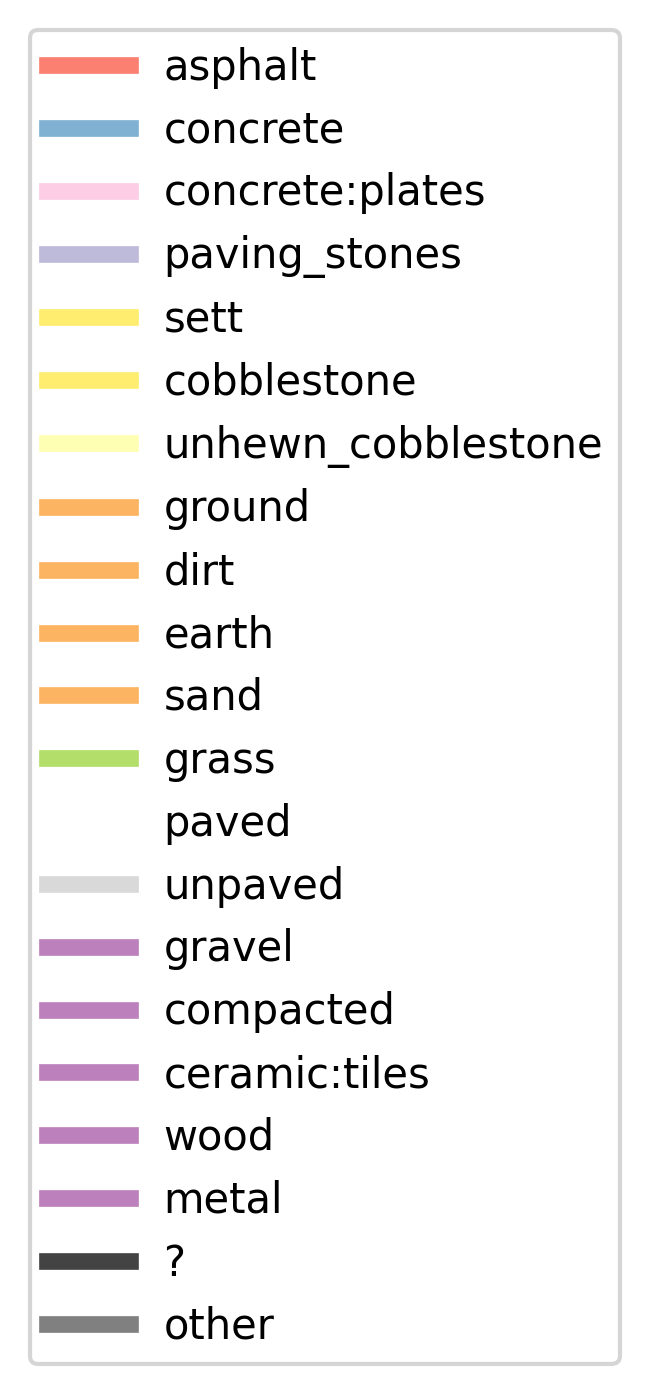 asphalt
concrete
concrete:plates
paving_stones
sett
cobblestone
unhewn_cobblestone
ground
dirt
earth
sand
grass
paved
unpaved
gravel
compacted
ceramic:tiles
wood
metal
?
other